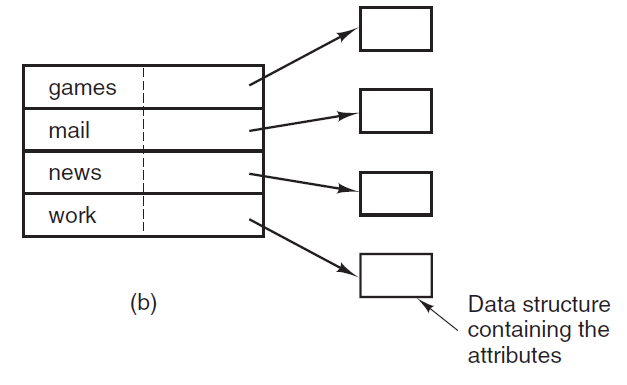 games
mail
news
work
(b)
Data structure
containing the
attributes